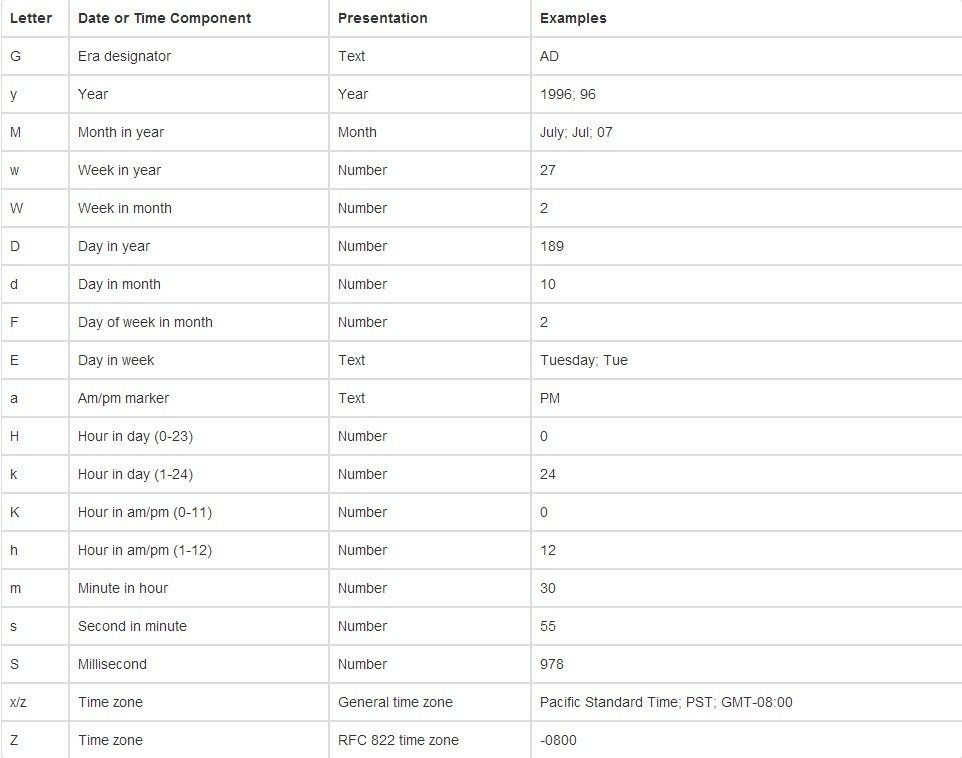 Letter Date or Time Component Presentation Examples
G Era designator Text AD
y Year Year 1996; 96
M Month in year Month July; Jul; 07
w Week in year Number 27
W Week in month Number 2
D Day in year Number 189
d Day in month Number 10
F Day of week in month Number 2
E Day in week Text Tuesday; Tue
a Am/pm marker Text PM
H Hour in day (0-23) Number 0
k Hour in day (1-24) Number 24
K Hour in am/pm (0-11) Number 0
h Hour in am/pm (1-12) Number 12
m Minute in hour Number 30
s Second in minute Number 55
S Millisecond Number 978
x/z Time zone General time zone Pacific Standard Time; PST; GMT-08:00
Z Time zone RFC 822 time zone -0800